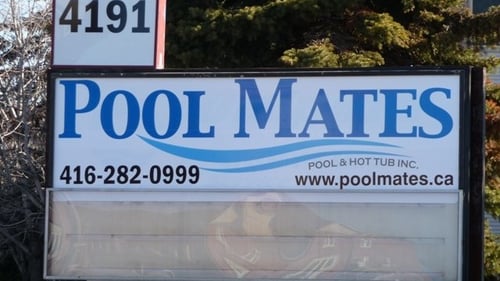 4191
POOL MATES
POOL & HOT TUB INC.
416-282-0999 www.poolmates.ca